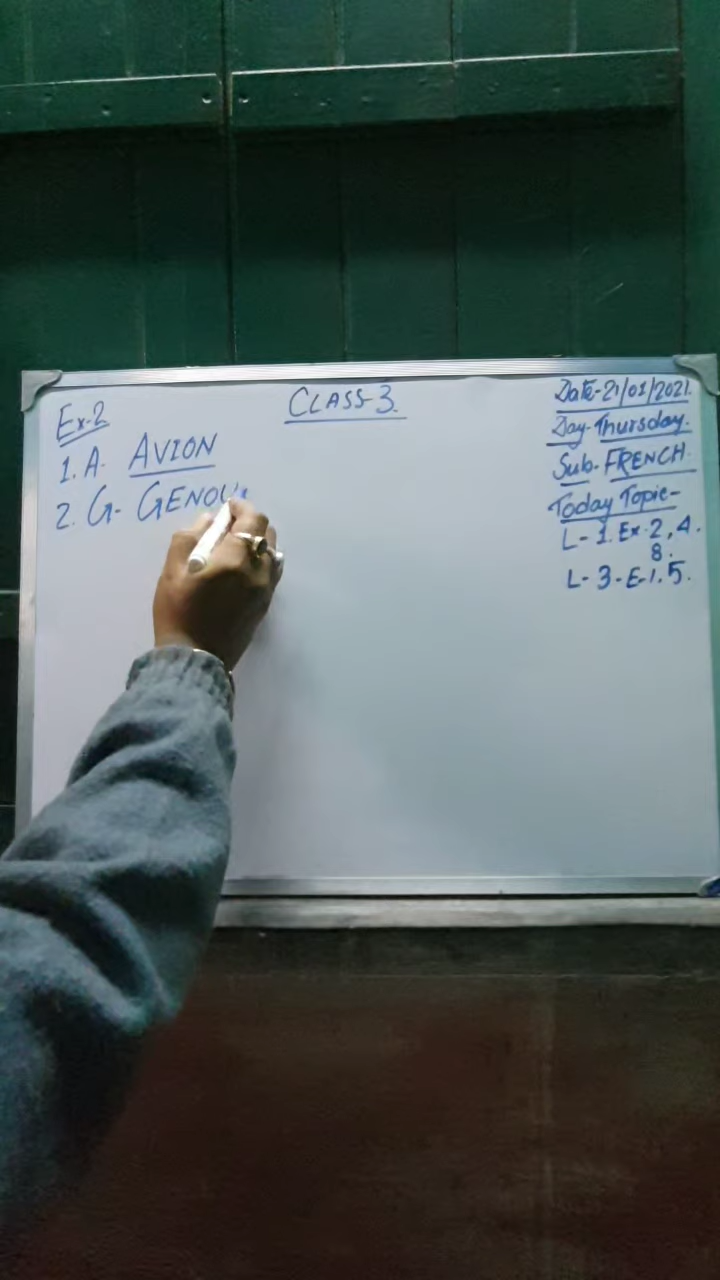 CLASS-3.
Ex-2
1. A- AVION
2. G- GENOU
Date-21/01/2021.
Day-Thursday.
Sub-FRENCH.
Today Topic-
L-1. Ex-2, 4.
8.
L-3-E-1.5.